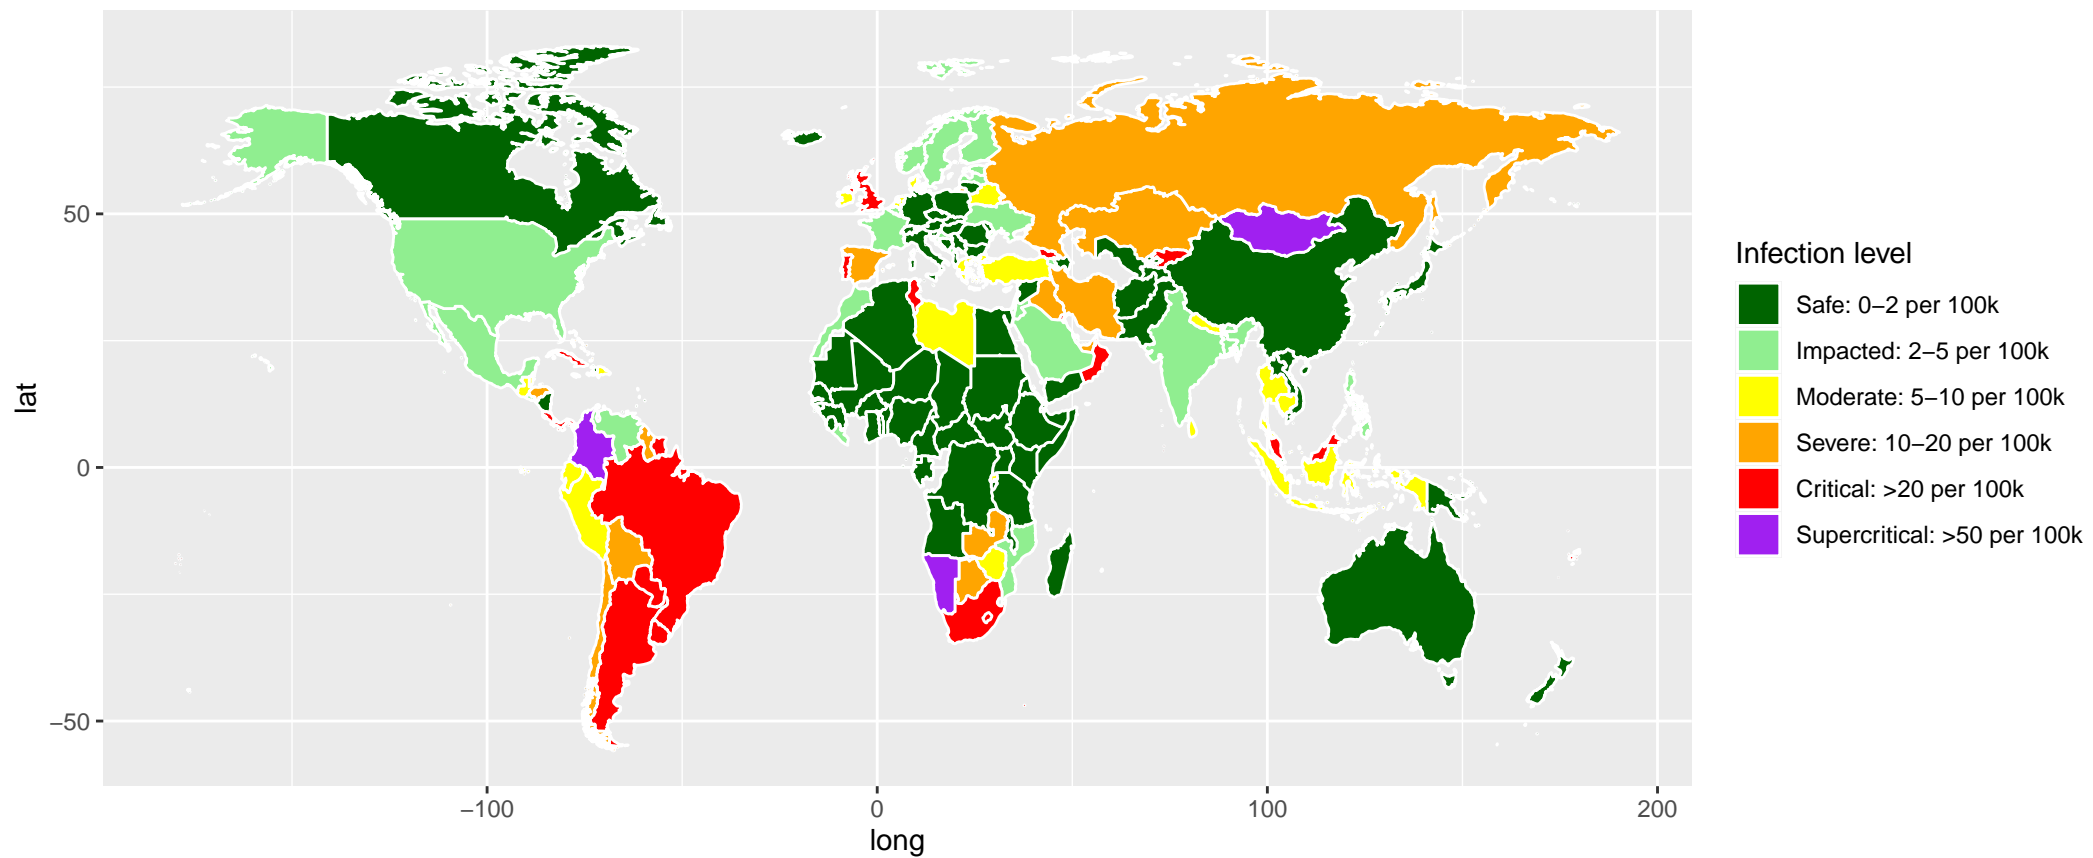 50
0
−50
lat
−100
0
100
200
long
Infection level
Safe: 0−2 per 100k
Impacted: 2−5 per 100k
Moderate: 5−10 per 100k
Severe: 10−20 per 100k
Critical: >20 per 100k
Supercritical: >50 per 100k